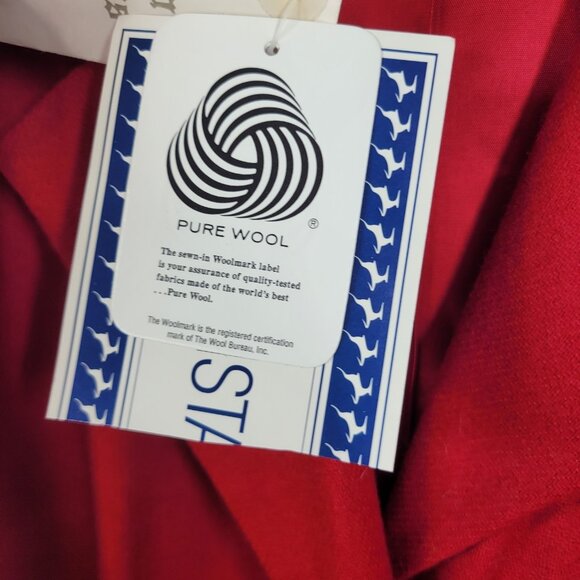 PURE WOOL ®
The sewn-in Woolmark label
is your assurance of quality-tested
fabrics made of the world's best
...Pure Wool.
The Woolmark is the registered certification
mark of The Wool Bureau, Inc.
STA